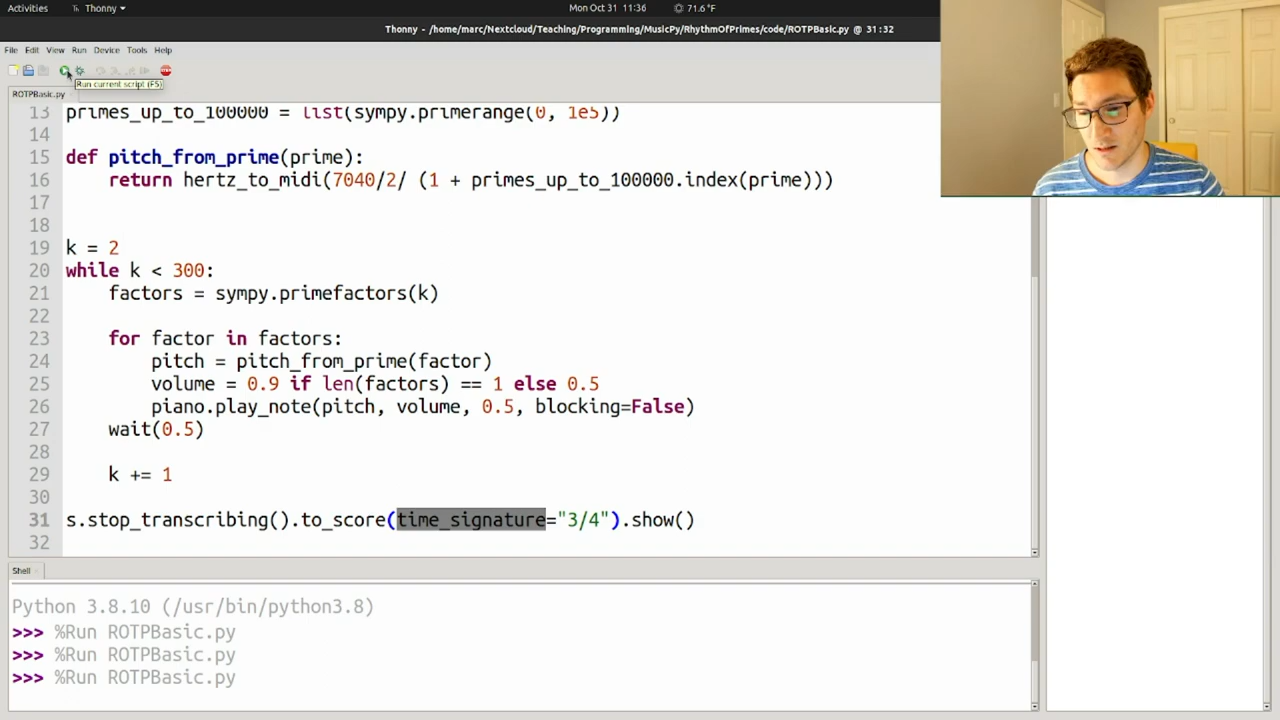 Activities Thonny Mon Oct 31 11:36 71.6 °F
Thonny - /home/marc/Nextcloud/Teaching/Programming/MusicPy/RhythmOfPrimes/code/ROTPBasic.py @ 31:32
File Edit View Run Device Tools Help
Run current script (F5)
ROTPBasic.py
13 primes_up_to_100000 = list(sympy.primerange(0, 1e5))
14
15 def pitch_from_prime(prime):
16 return hertz_to_midi(7040/2/ (1 + primes_up_to_100000.index(prime)))
17
18
19 k = 2
20 while k < 300:
21 factors = sympy.primefactors(k)
22
23 for factor in factors:
24 pitch = pitch_from_prime(factor)
25 volume = 0.9 if len(factors) == 1 else 0.5
26 piano.play_note(pitch, volume, 0.5, blocking=False)
27 wait(0.5)
28
29 k += 1
30
31 s.stop_transcribing().to_score(time_signature="3/4").show()
32
Shell
Python 3.8.10 (/usr/bin/python3.8)
>>> %Run ROTPBasic.py
>>> %Run ROTPBasic.py
>>> %Run ROTPBasic.py